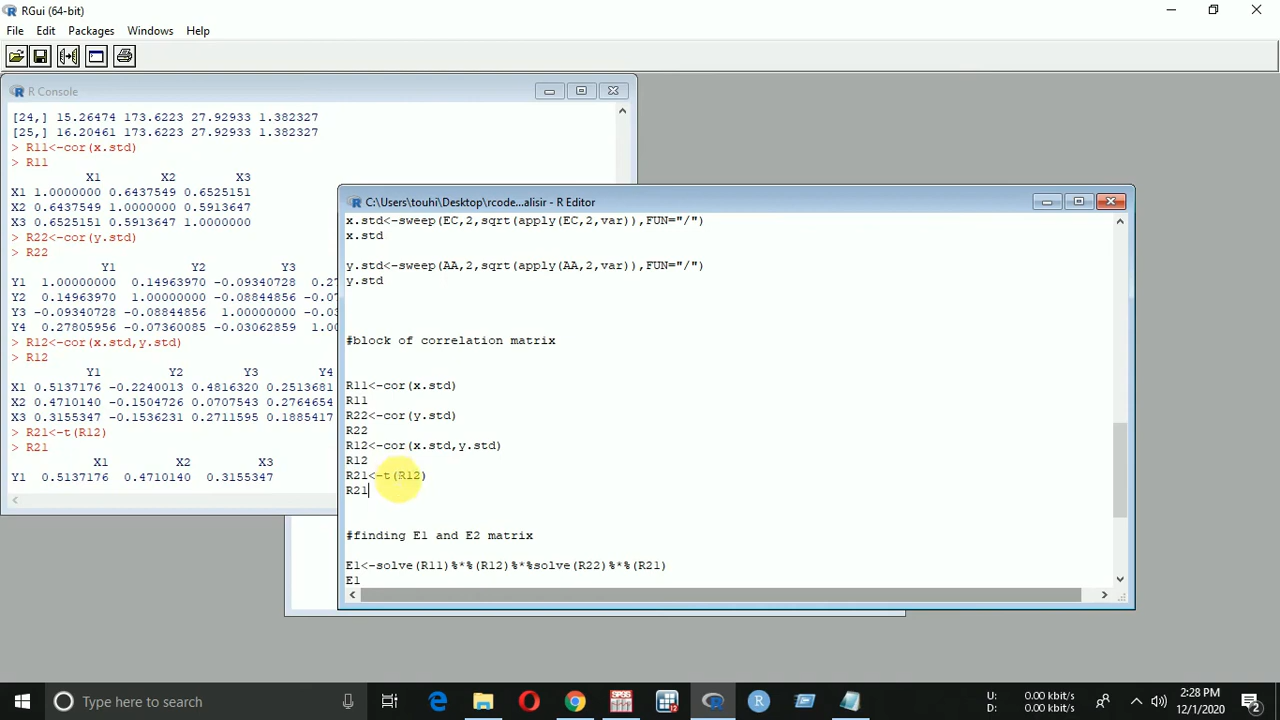 RGui (64-bit)
File Edit Packages Windows Help
R Console
[24,] 15.26474 173.6223 27.92933 1.382327
[25,] 16.20461 173.6223 27.92933 1.382327
> R11<-cor(x.std)
> R11
X1 X2 X3
X1 1.0000000 0.6437549 0.6525151
X2 0.6437549 1.0000000 0.5913647
X3 0.6525151 0.5913647 1.0000000
> R22<-cor(y.std)
> R22
Y1 Y2 Y3
Y1 1.00000000 0.14963970 -0.09340728 0.27
Y2 0.14963970 1.00000000 -0.08844856 -0.07
Y3 -0.09340728 -0.08844856 1.00000000 -0.03
Y4 0.27805956 -0.07360085 -0.03062859 1.00
> R12<-cor(x.std,y.std)
> R12
Y1 Y2 Y3 Y4
X1 0.5137176 -0.2240013 0.4816320 0.2513681
X2 0.4710140 -0.1504726 0.0707543 0.2764654
X3 0.3155347 -0.1536231 0.2711595 0.1885417
> R21<-t(R12)
> R21
X1 X2 X3
Y1 0.5137176 0.4710140 0.3155347
C:\Users\touhi\Desktop\rcode...alisir - R Editor
x.std<-sweep(EC,2,sqrt(apply(EC,2,var)),FUN="/")
x.std
y.std<-sweep(AA,2,sqrt(apply(AA,2,var)),FUN="/")
y.std
#block of correlation matrix
R11<-cor(x.std)
R11
R22<-cor(y.std)
R22
R12<-cor(x.std,y.std)
R12
R21<-t(R12)
R21
#finding E1 and E2 matrix
E1<-solve(R11)%*%(R12)%*%solve(R22)%*%(R21)
E1
Type here to search
U: 0.00 kbit/s
D: 0.00 kbit/s
2:28 PM
12/1/2020